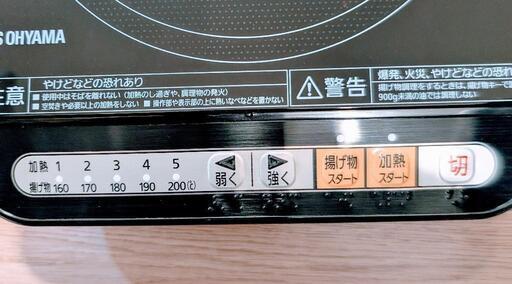 S OHYAMA
意
やけどなどの恐れあり
■ 使用中はそばを離れない（加熱のし過ぎや、調理物の発火）
■ 空焚きや必要以上の加熱をしない ■ 操作部や表示部の上に熱いなべなどを置かない
⚠警告
爆発、火災、やけどなどの
揚げ物調理をするときは、揚げ物キーで
900g未満の油では調理しない
加熱 1 2 3 4 5
揚げ物 160 170 180 190 200(℃)
弱く
強く
揚げ物
スタート
加熱
スタート
切